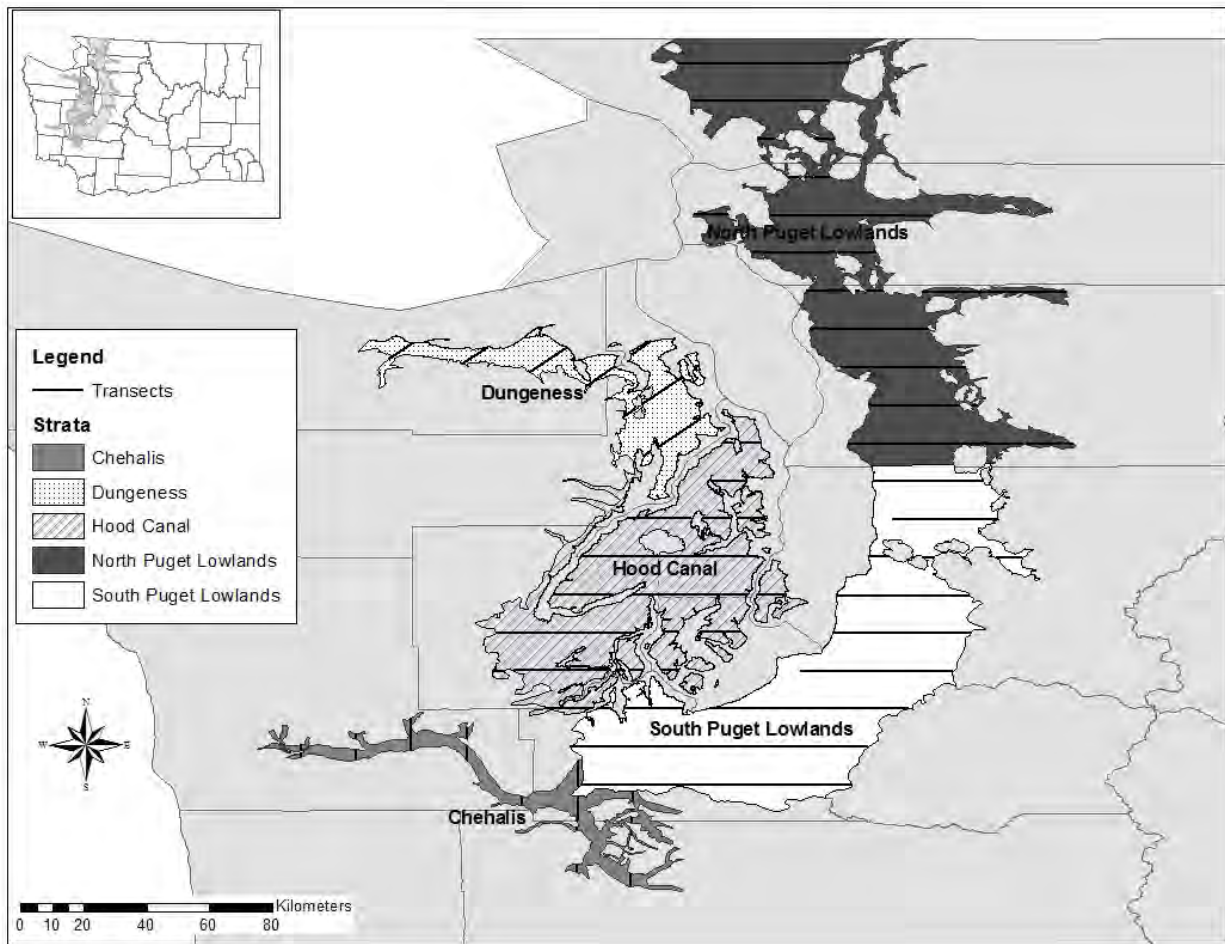 North Puget Lowlands
Legend
Transects
Strata
Chehalis
Dungeness
Hood Canal
North Puget Lowlands
South Puget Lowlands
Dungeness
Hood Canal
South Puget Lowlands
Chehalis
N
W E
S
Kilometers
0 10 20 40 60 80